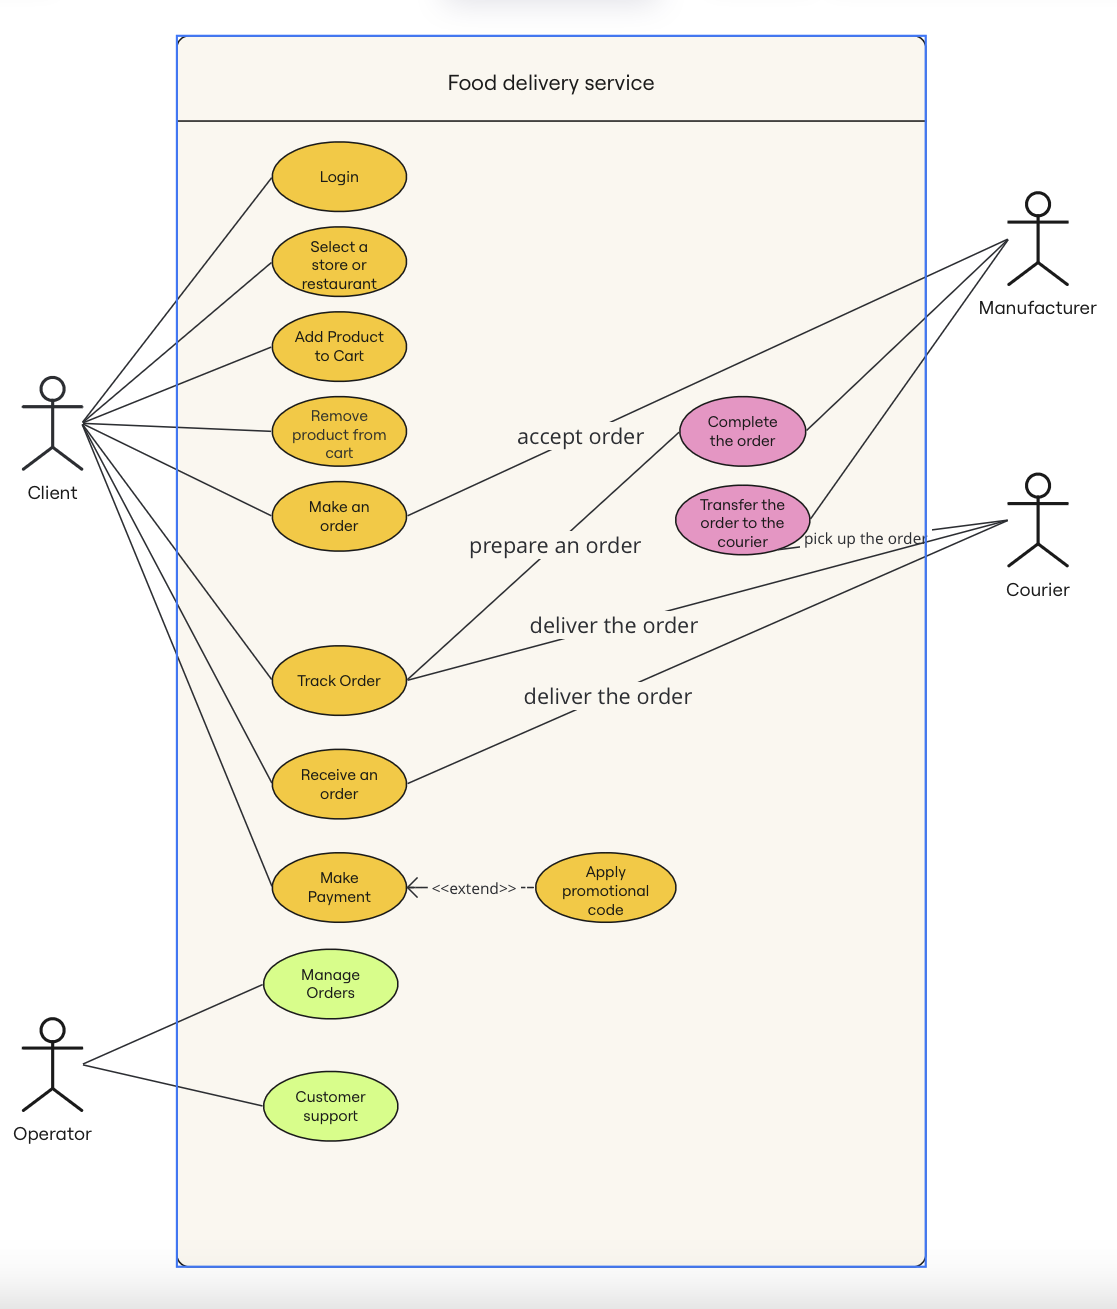 Food delivery service
Login
Select a
store or
restaurant
Add Product
to Cart
Remove
product from
cart
Make an
order
Client
Manufacturer
accept order
Complete
the order
Transfer the
order to the
courier
pick up the order
prepare an order
Courier
deliver the order
Track Order
deliver the order
Receive an
order
Make
Payment
<<extend>>
Apply
promotional
code
Manage
Orders
Customer
support
Operator